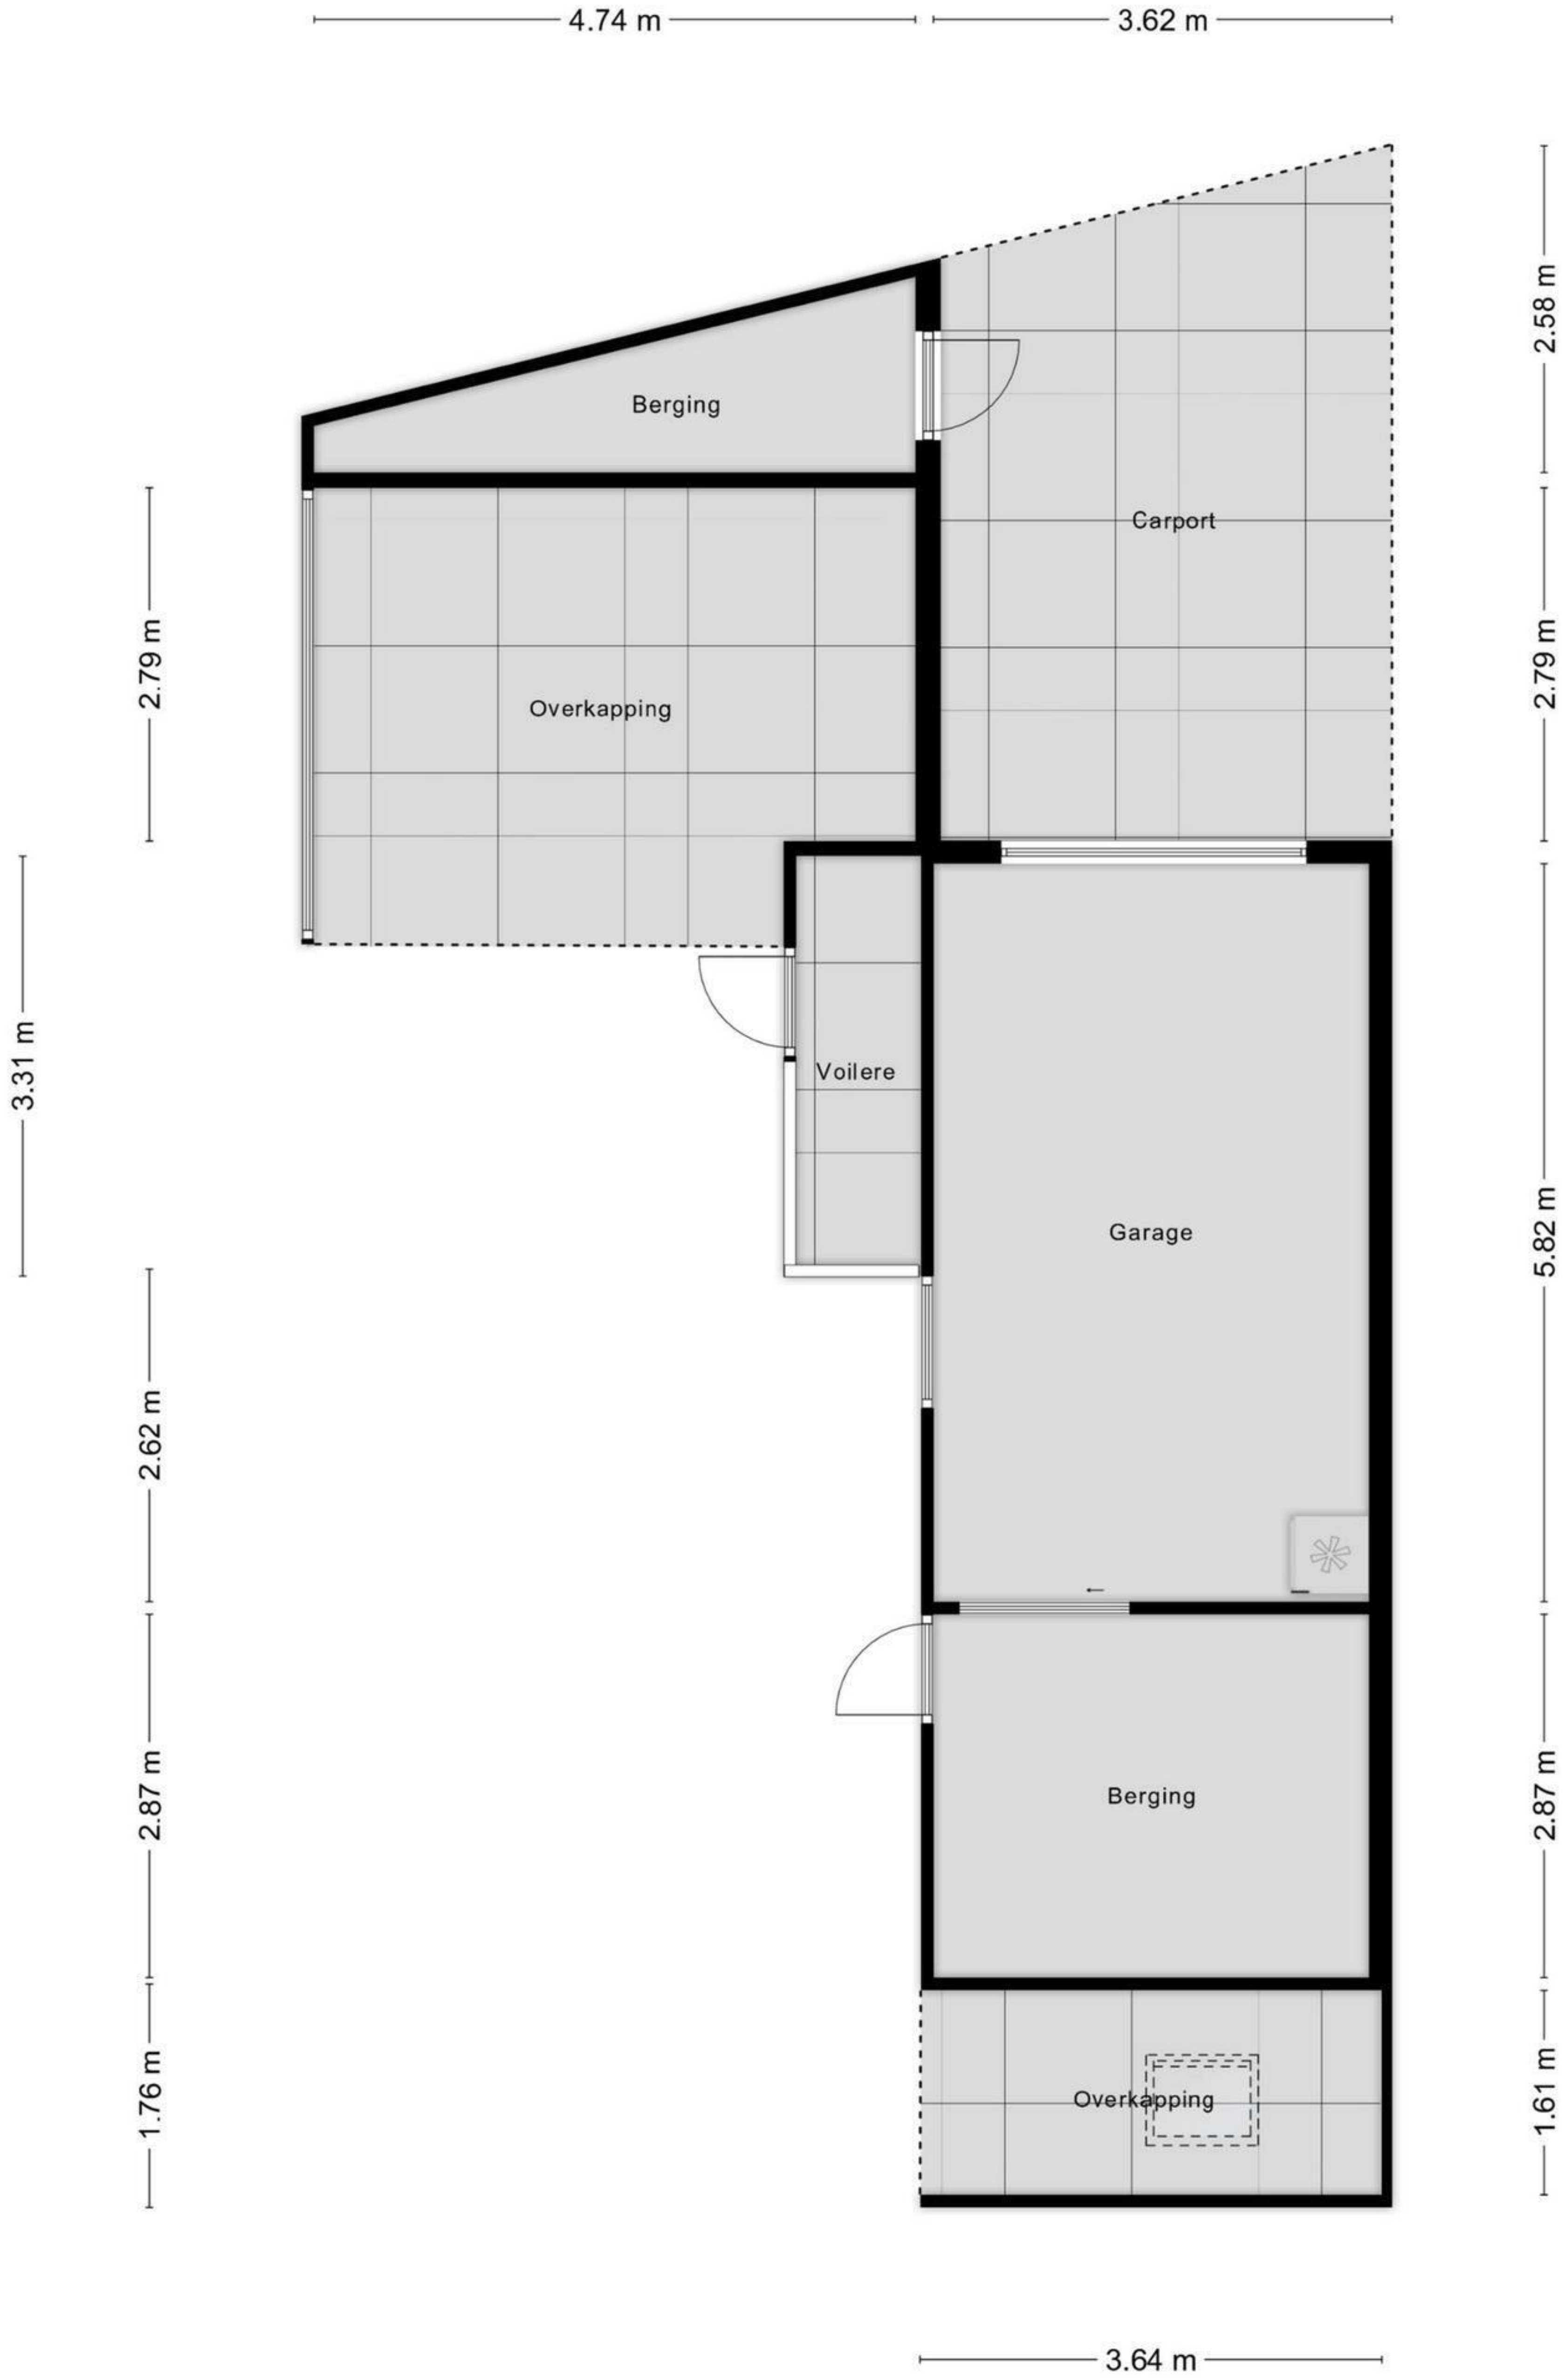 4.74 m
3.62 m
2.58 m
Berging
Carport
2.79 m
2.79 m
Overkapping
3.31 m
Voilere
Garage
5.82 m
2.62 m
Berging
2.87 m
2.87 m
Overkapping
1.76 m
1.61 m
3.64 m